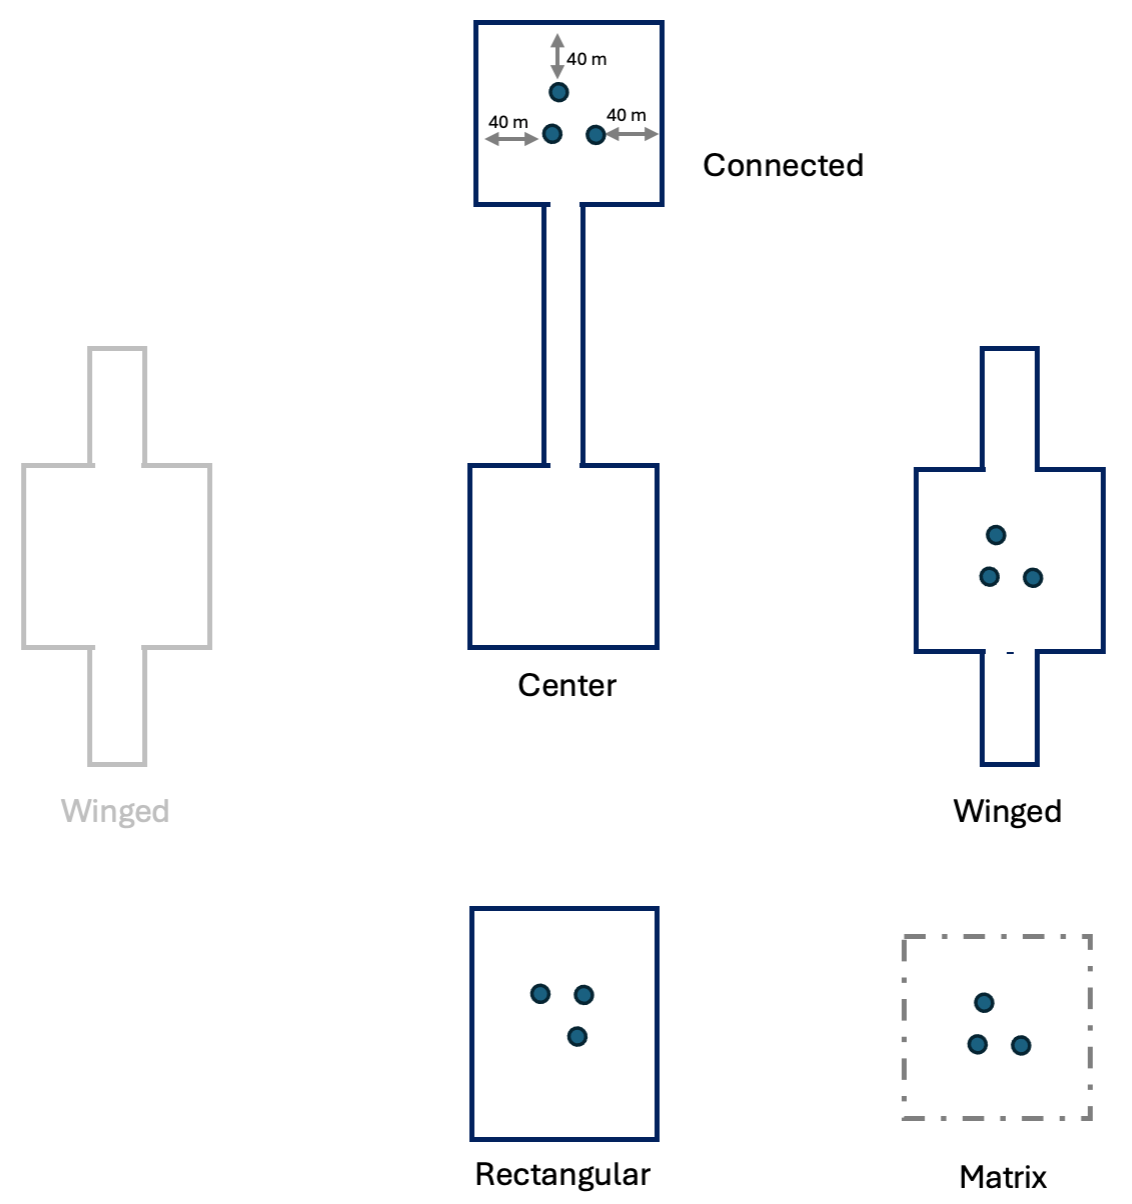 40 m
40 m
40 m
Connected
Center
Winged
Winged
Rectangular
Matrix